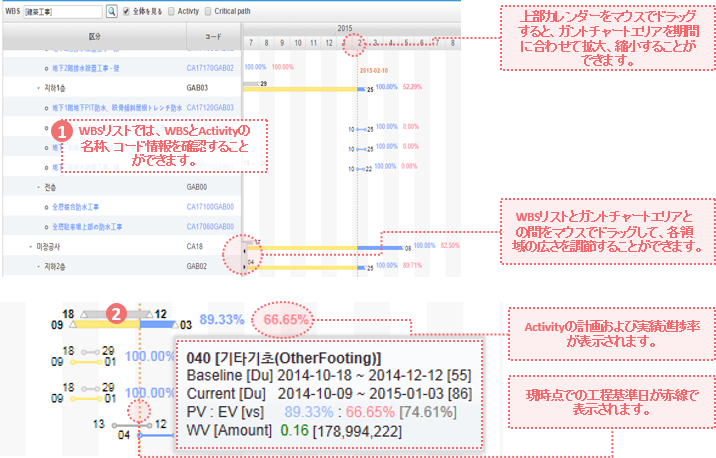 WBS [建築工事] 全体を見る Activity Critical path
区分 コード 2015
7 8 9 10 11 12 1 2 3 4 5 6 7 8
地下2階排水設置工事 - 壁 CA17170GAB02 100.00% 100.00% 2015-02-10
지하1층 GAB03 29 25 100.00% 52.29%
地下1階地下PIT防水、鉄骨傾斜屋根トレンチ防水 CA17120GAB03
10 25 100.00% 0.00%
10 26 100.00% 0.00%
10 22 100.00% 0.00%
전층 GAB00
全層総合防水工事 CA17100GAB00
全層駐車場上部の防水工事 CA17060GAB00
미장공사 CA18 08 100.00% 82.50%
지하2층 GAB02 04 25 100.00% 89.71%
1 WBSリストでは、WBSとActivityの
名称、コード情報を確認すること
ができます。
上部カレンダーをマウスでドラッグ
すると、ガントチャートエリアを期間
に合わせて拡大、縮小することが
できます。
WBSリストとガントチャートエリアと
の間をマウスでドラッグして、各領
域の広さを調節することができます。
2
18 12
09 03 89.33% 66.65%
18 29
09 01 100.00%
18 29
09 01 100.00%
13 12
04
040 [기타기초(OtherFooting)]
Baseline [Du] 2014-10-18 ~ 2014-12-12 [55]
Current [Du] 2014-10-09 ~ 2015-01-03 [86]
PV : EV [vs] 89.33% : 66.65% [74.61%]
WV [Amount] 0.16 [178,994,222]
Activityの計画および実績進捗率
が表示されます。
現時点での工程基準日が赤線で
表示されます。